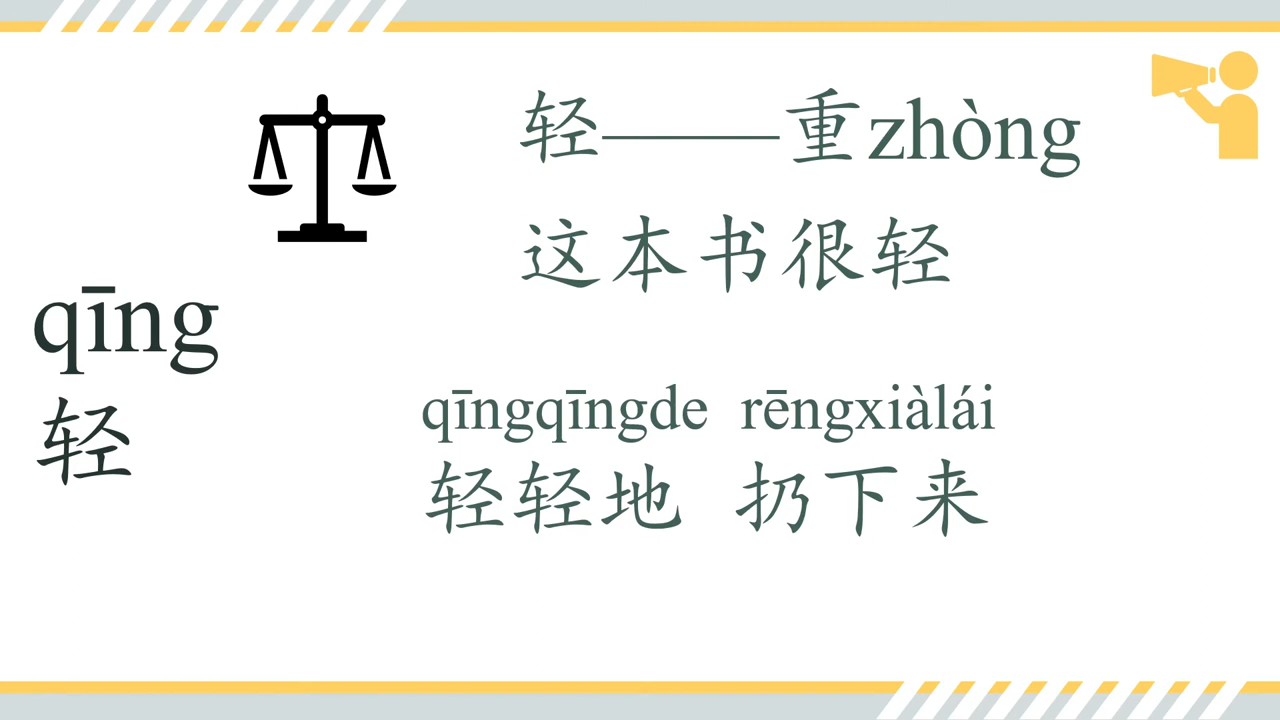 轻——重zhòng
这本书很轻
qīng
轻
qīngqīngde rēngxiàlái
轻轻地 扔下来